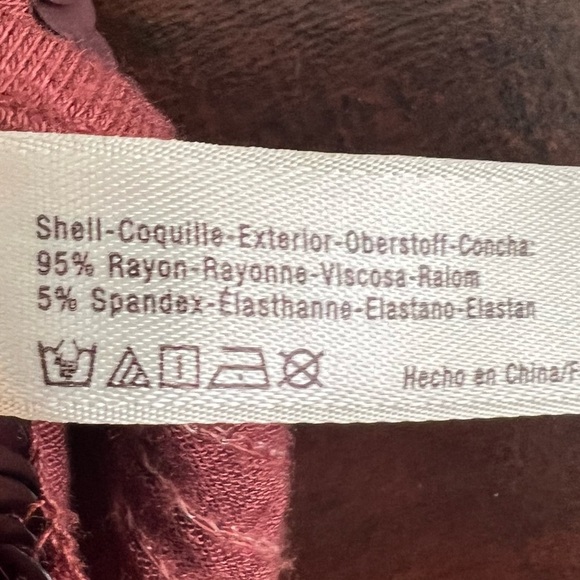 Shell-Coquille-Exterior-Oberstoff-Concha:
95% Rayon-Rayonne-Viscosa-Ralom
5% Spandex-Élasthanne-Elastano-Elastan
Hecho en China/F